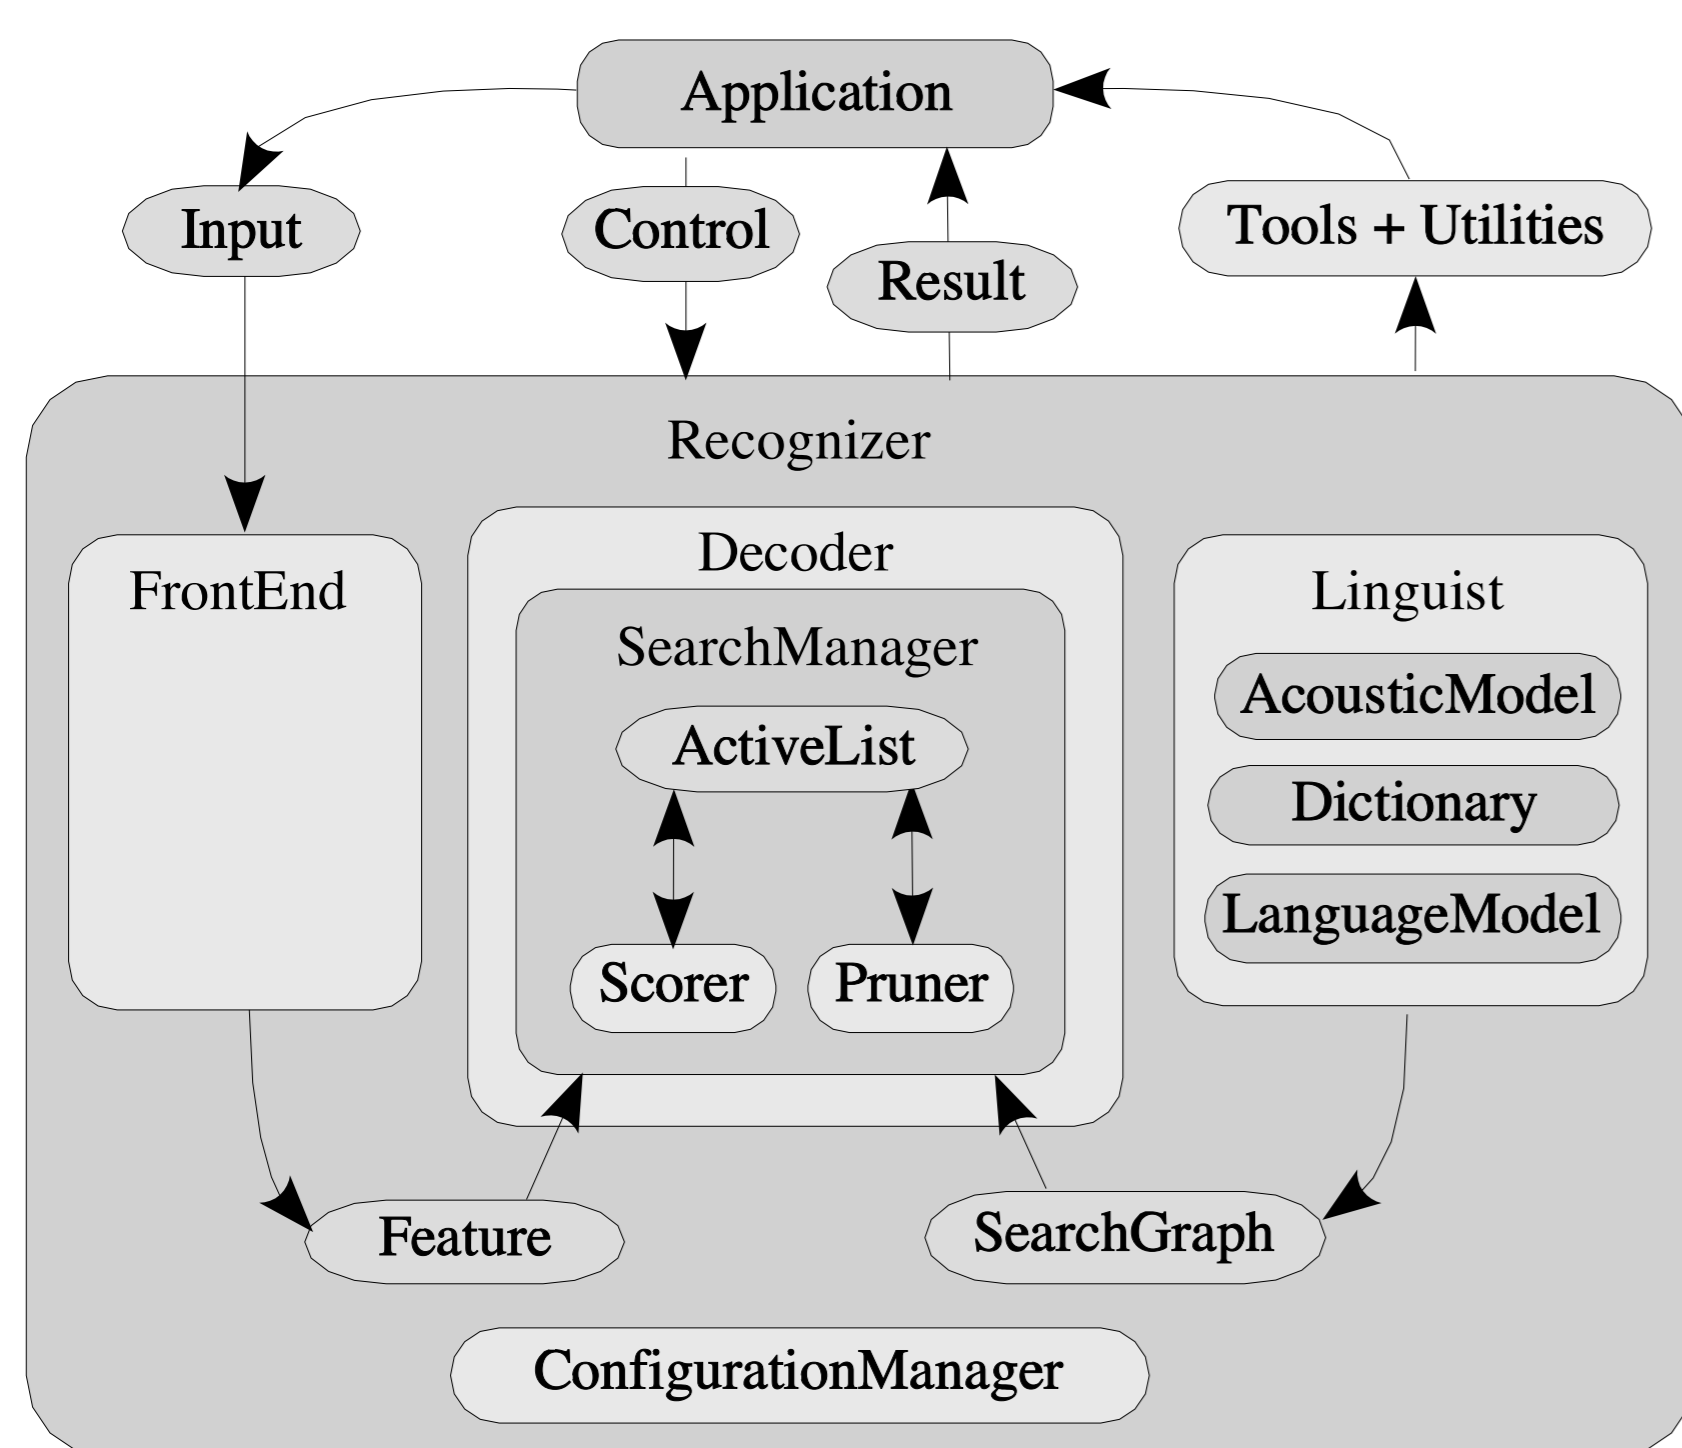 Application
Input
Control
Result
Tools + Utilities
Recognizer
FrontEnd
Decoder
SearchManager
ActiveList
Scorer
Pruner
Linguist
AcousticModel
Dictionary
LanguageModel
Feature
SearchGraph
ConfigurationManager